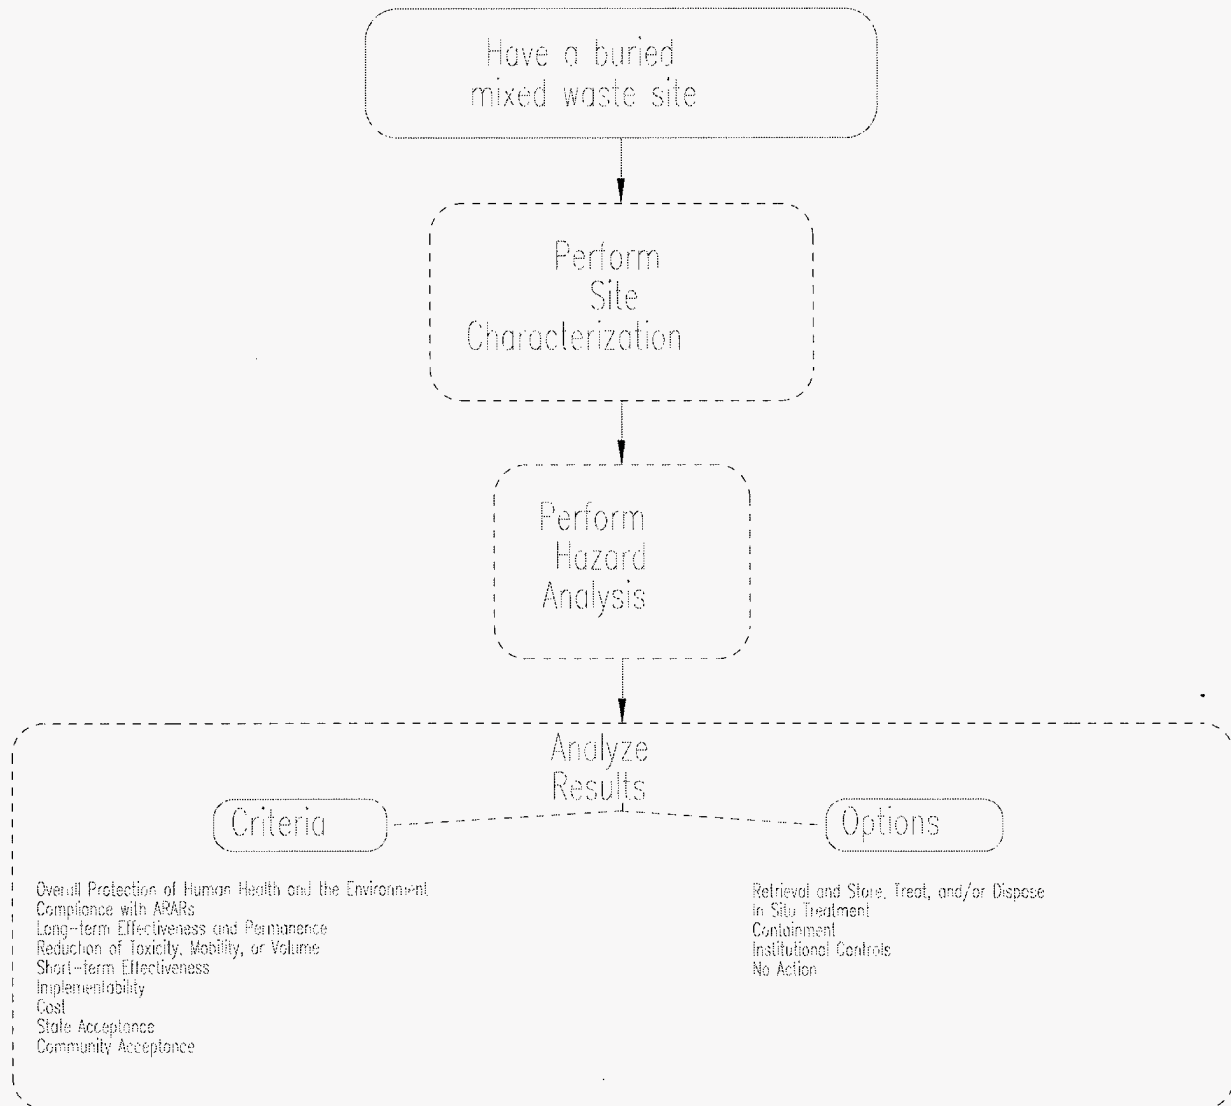 Have a buried
mixed waste site
Perform
Site
Characterization
Perform
Hazard
Analysis
Analyze
Results
Criteria
Options
Overall Protection of Human Health and the Environment
Compliance with ARARs
Long-term Effectiveness and Permanence
Reduction of Toxicity, Mobility, or Volume
Short-term Effectiveness
Implementability
Cost
State Acceptance
Community Acceptance
Retrieval and Store, Treat, and/or Dispose
In Situ Treatment
Containment
Institutional Controls
No Action